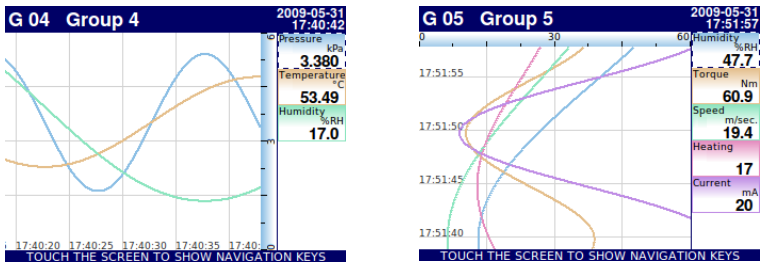 G 04 Group 4
2009-05-31
17:40:42
6
Pressure
kPa
3.380
Temperature
°C
53.49
Humidity
%RH
17.0
3
0
17:40:20 17:40:25 17:40:30 17:40:35 17:40:
TOUCH THE SCREEN TO SHOW NAVIGATION KEYS
G 05 Group 5
2009-05-31
17:51:57
0 30 60
Humidity
%RH
47.7
17:51:55
Torque
Nm
60.9
Speed
m/sec.
19.4
17:51:50
Heating
17
17:51:45
Current
mA
20
17:51:40
TOUCH THE SCREEN TO SHOW NAVIGATION KEYS